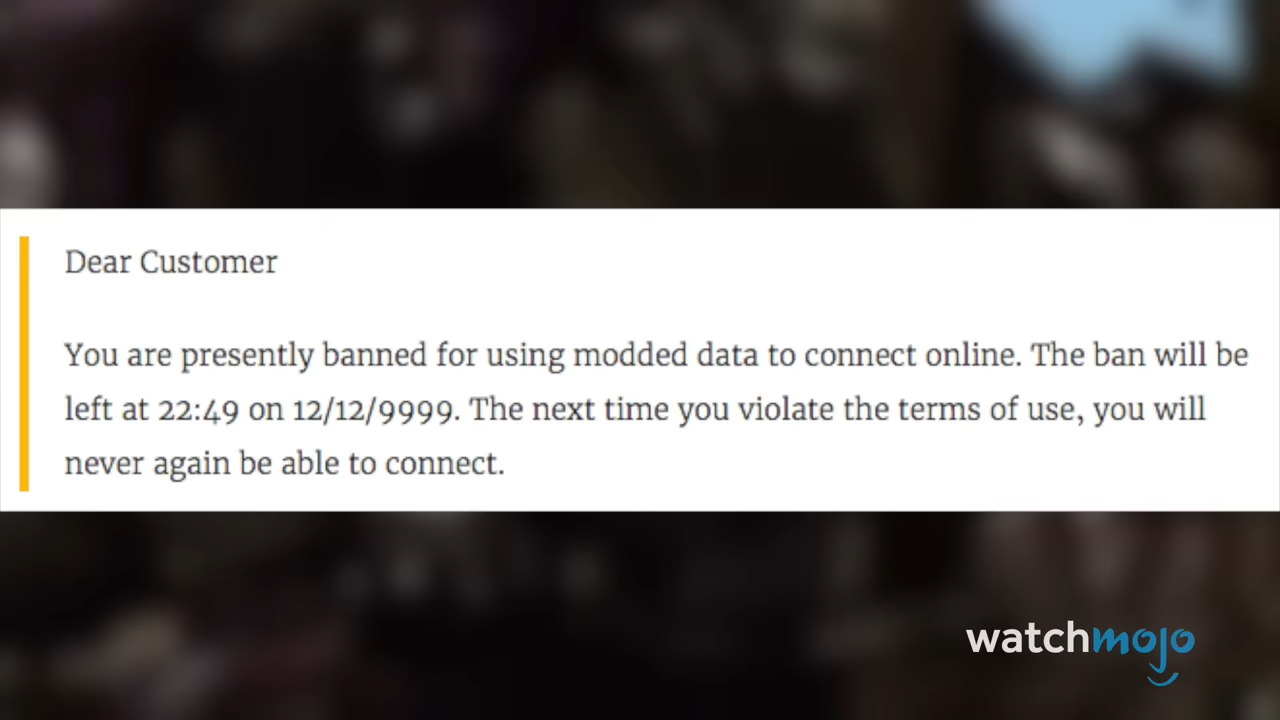 Dear Customer
You are presently banned for using modded data to connect online. The ban will be
left at 22:49 on 12/12/9999. The next time you violate the terms of use, you will
never again be able to connect.
watchmojo